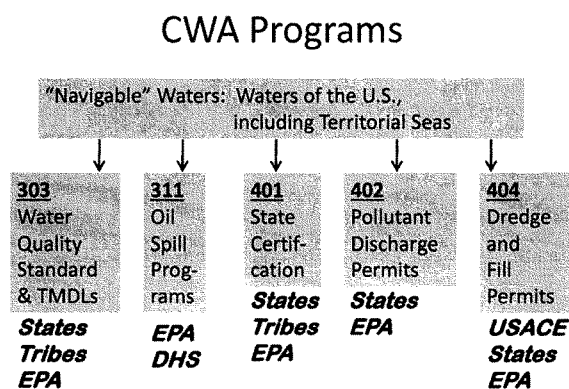 CWA Programs
“Navigable” Waters: Waters of the U.S.,
including Territorial Seas
303
Water
Quality
Standard
& TMDLs
States
Tribes
EPA
311
Oil
Spill
Prog-
rams
EPA
DHS
401
State
Certif-
cation
States
Tribes
EPA
402
Pollutant
Discharge
Permits
States
EPA
404
Dredge
and
Fill
Permits
USACE
States
EPA